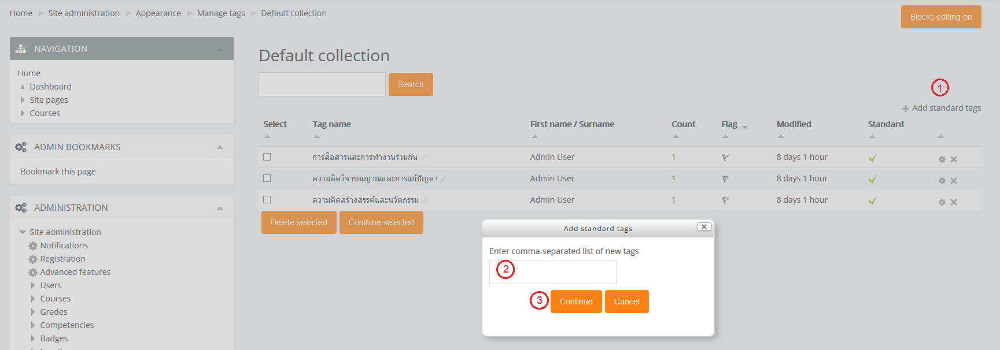 Home Site administration Appearance Manage tags Default collection
Blocks editing on
NAVIGATION
Home
Dashboard
Site pages
Courses
ADMIN BOOKMARKS
Bookmark this page
ADMINISTRATION
Site administration
Notifications
Registration
Advanced features
Users
Courses
Grades
Competencies
Badges
Default collection
Search
1
Add standard tags
Select Tag name First name / Surname Count Flag Modified Standard
การสื่อสารและการทำงานร่วมกัน Admin User 1 8 days 1 hour
ความคิดวิจารณญาณและการแก้ปัญหา Admin User 1 8 days 1 hour
ความคิดสร้างสรรค์และนวัตกรรม Admin User 1 8 days 1 hour
Delete selected Combine selected
Add standard tags
Enter comma-separated list of new tags
2
3 Continue Cancel